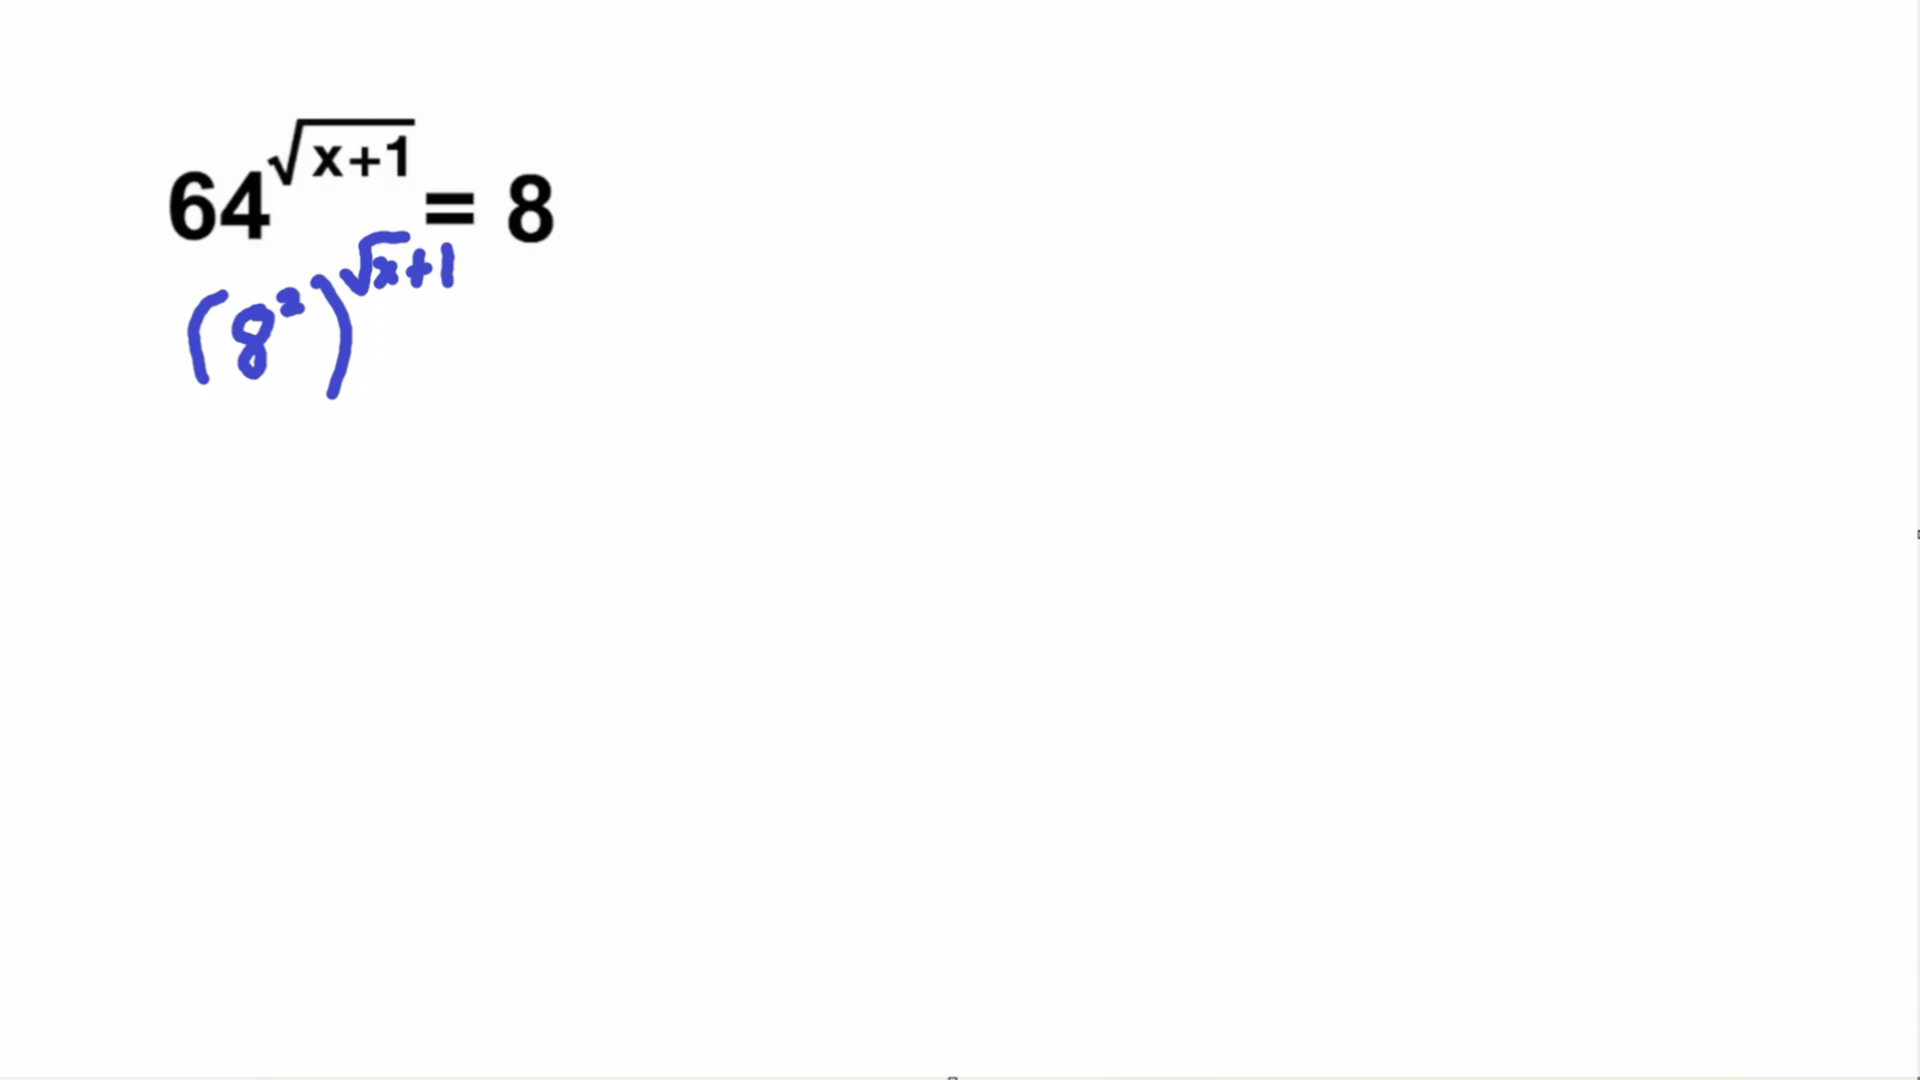 64^√(x+1) = 8
(8²)^√x+1